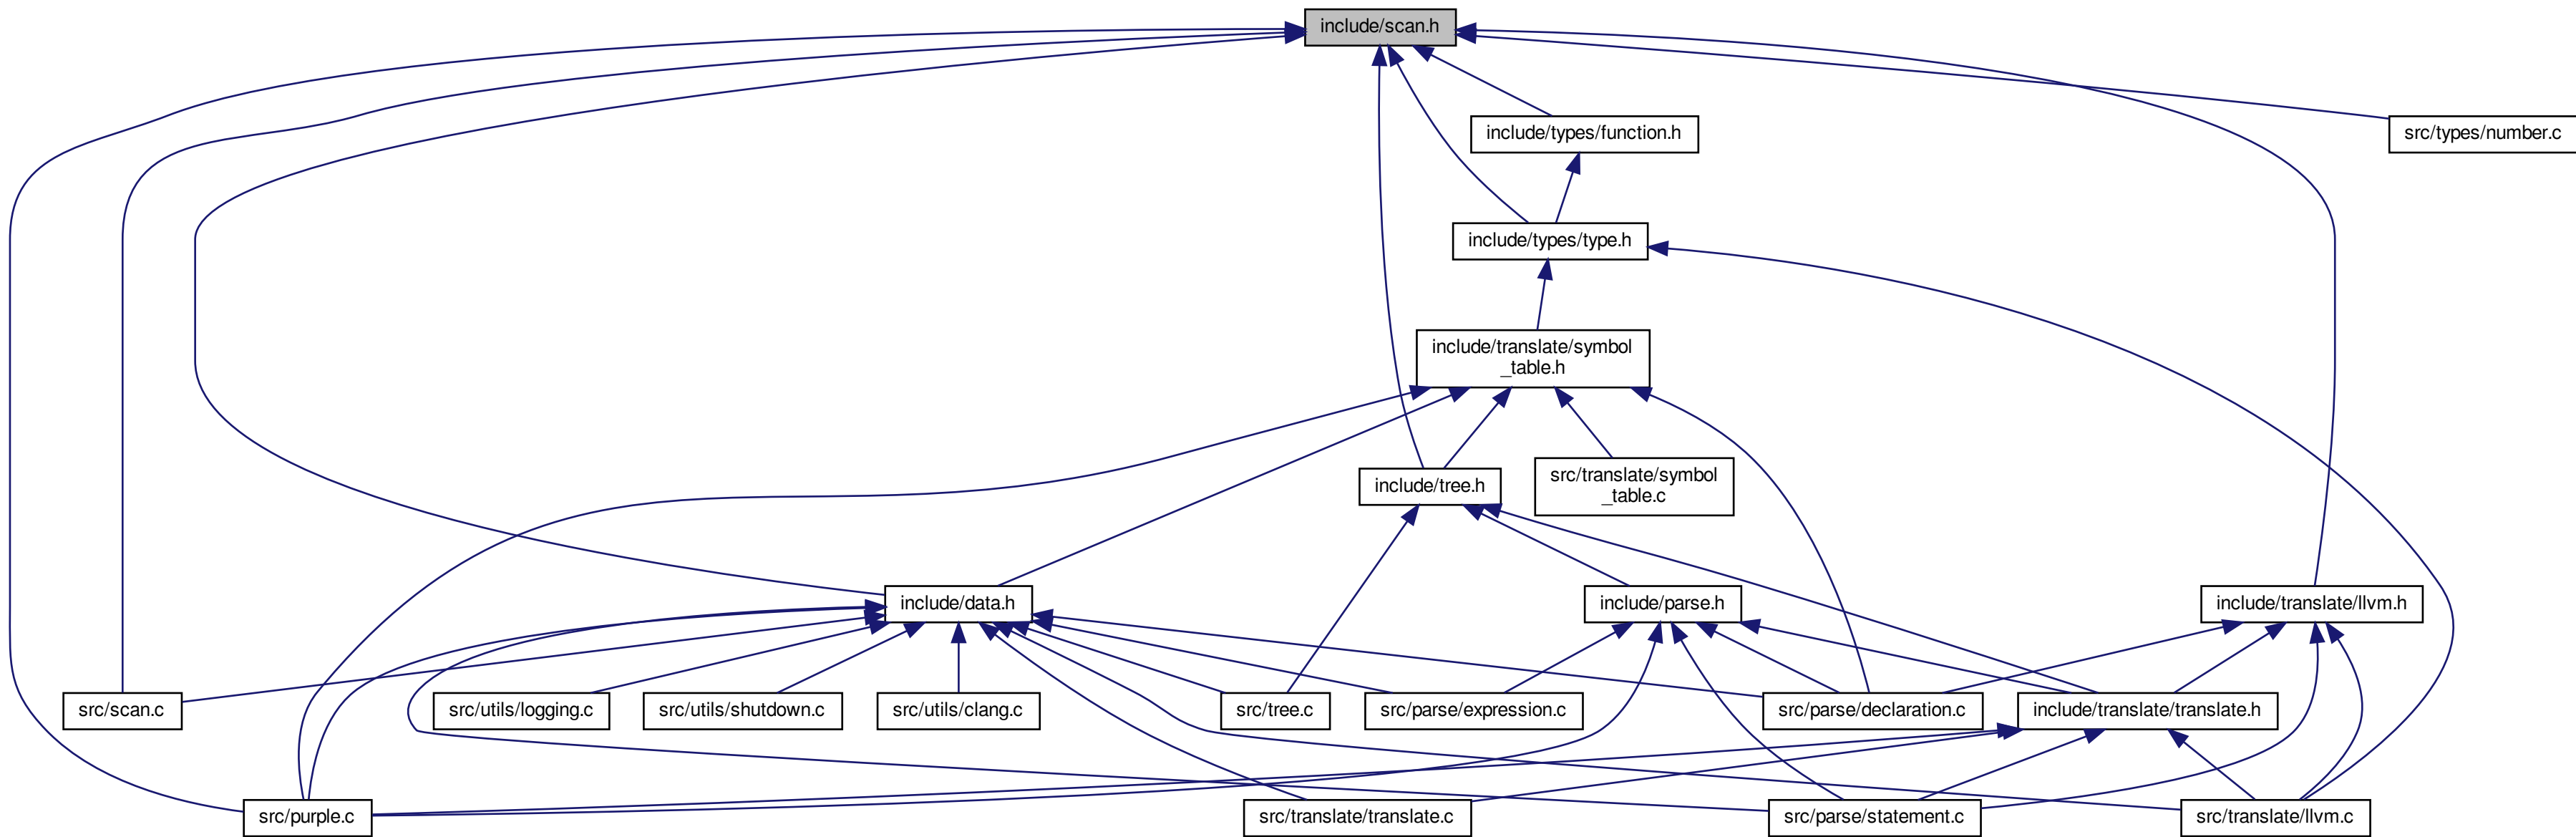 include/scan.h
include/types/function.h
src/types/number.c
include/types/type.h
include/translate/symbol
_table.h
include/tree.h
src/translate/symbol
_table.c
include/data.h
include/parse.h
include/translate/llvm.h
src/scan.c
src/utils/logging.c
src/utils/shutdown.c
src/utils/clang.c
src/tree.c
src/parse/expression.c
src/parse/declaration.c
include/translate/translate.h
src/purple.c
src/translate/translate.c
src/parse/statement.c
src/translate/llvm.c